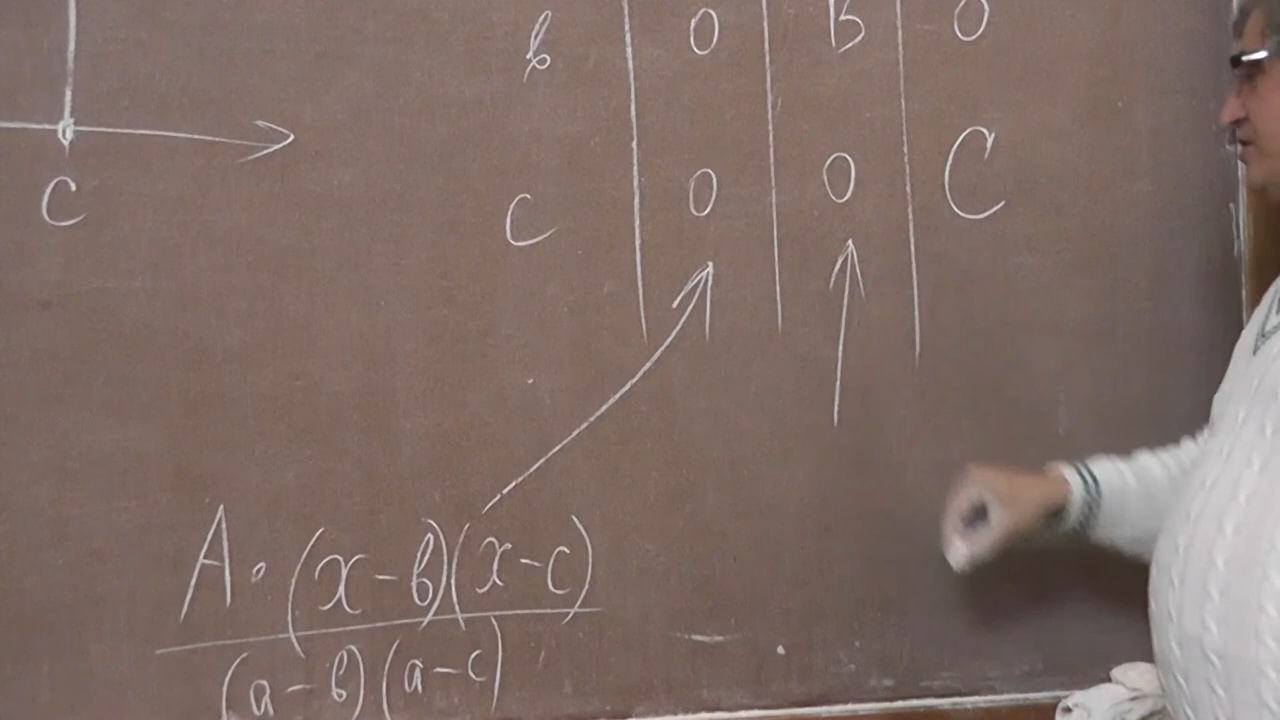 b 0 B 0
c 0 0 C
C
A·(x-b)(x-c)
(a-b)(a-c)